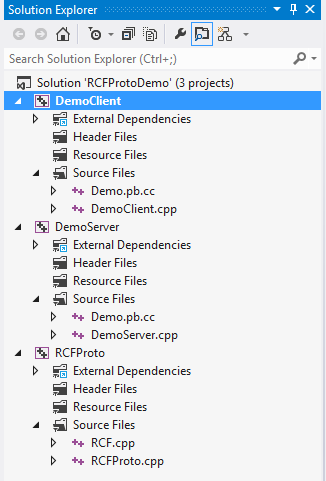 Solution Explorer
Search Solution Explorer (Ctrl+;)
Solution 'RCFProtoDemo' (3 projects)
DemoClient
External Dependencies
Header Files
Resource Files
Source Files
Demo.pb.cc
DemoClient.cpp
DemoServer
External Dependencies
Header Files
Resource Files
Source Files
Demo.pb.cc
DemoServer.cpp
RCFProto
External Dependencies
Header Files
Resource Files
Source Files
RCF.cpp
RCFProto.cpp